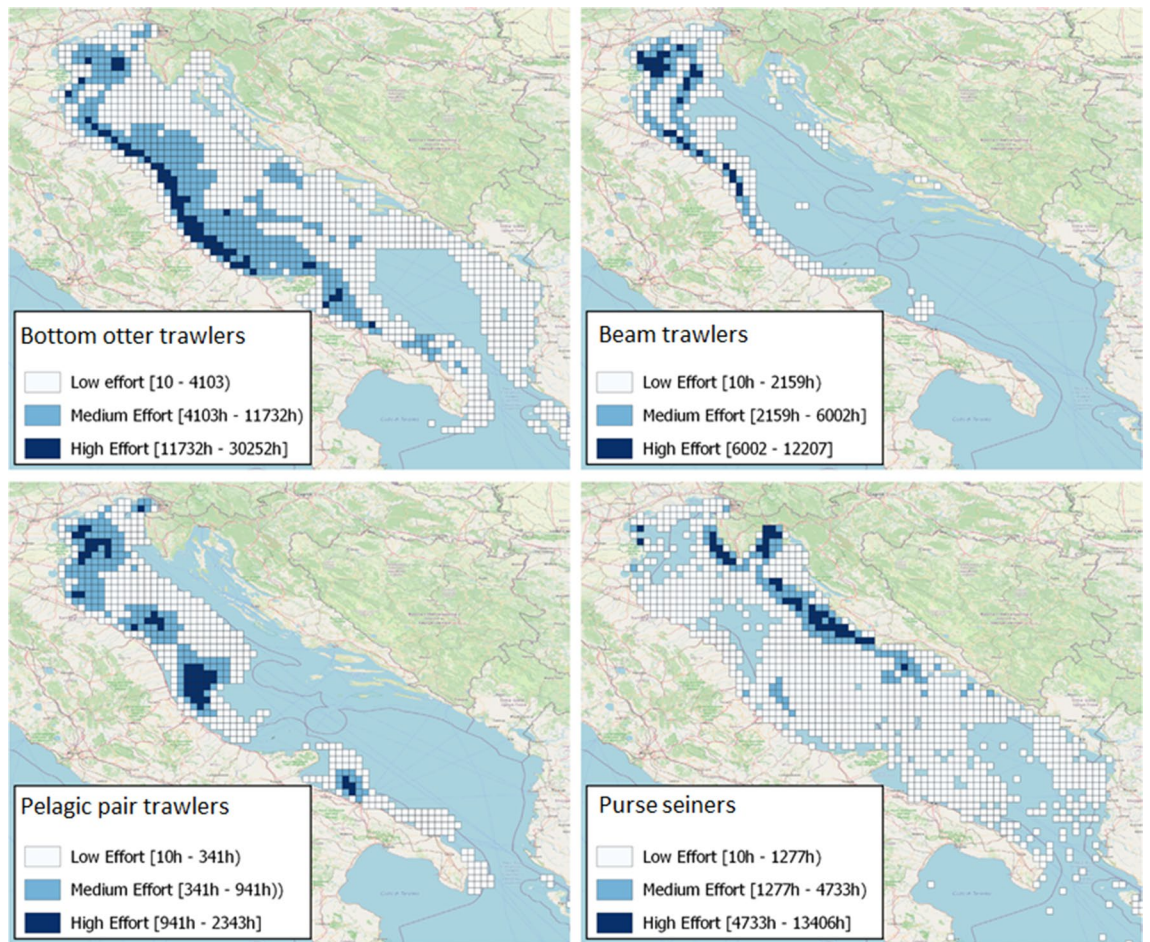 Bottom otter trawlers
Low effort [10 - 4103)
Medium Effort [4103h - 11732h)
High Effort [11732h - 30252h]
Beam trawlers
Low Effort [10h - 2159h)
Medium Effort [2159h - 6002h]
High Effort [6002 - 12207]
Pelagic pair trawlers
Low Effort [10h - 341h)
Medium Effort [341h - 941h))
High Effort [941h - 2343h]
Purse seiners
Low Effort [10h - 1277h)
Medium Effort [1277h - 4733h)
High Effort [4733h - 13406h]